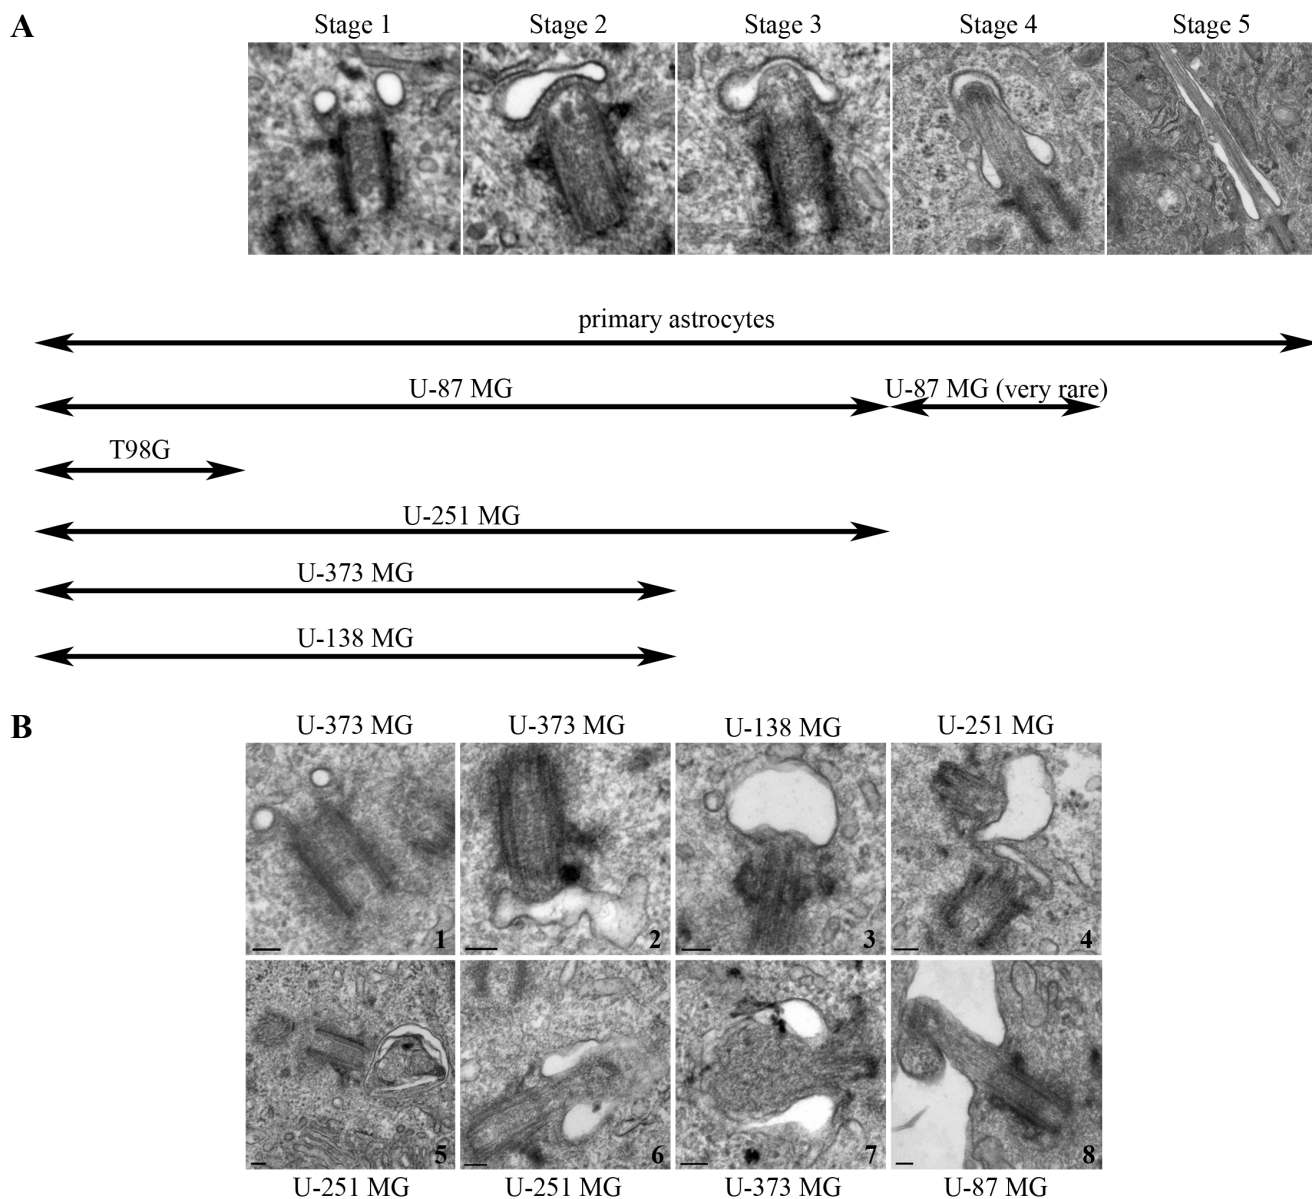 A
Stage 1 Stage 2 Stage 3 Stage 4 Stage 5
primary astrocytes
U-87 MG U-87 MG (very rare)
T98G
U-251 MG
U-373 MG
U-138 MG
B
U-373 MG U-373 MG U-138 MG U-251 MG
1 2 3 4
5 6 7 8
U-251 MG U-251 MG U-373 MG U-87 MG